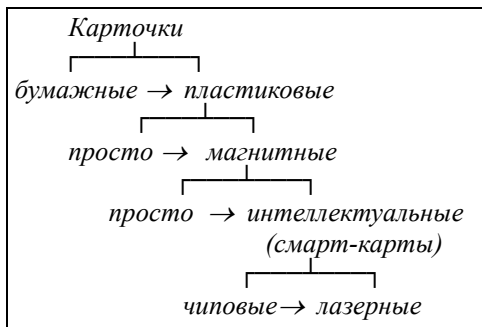 Карточки
бумажные → пластиковые
просто → магнитные
просто → интеллектуальные
(смарт-карты)
чиповые → лазерные